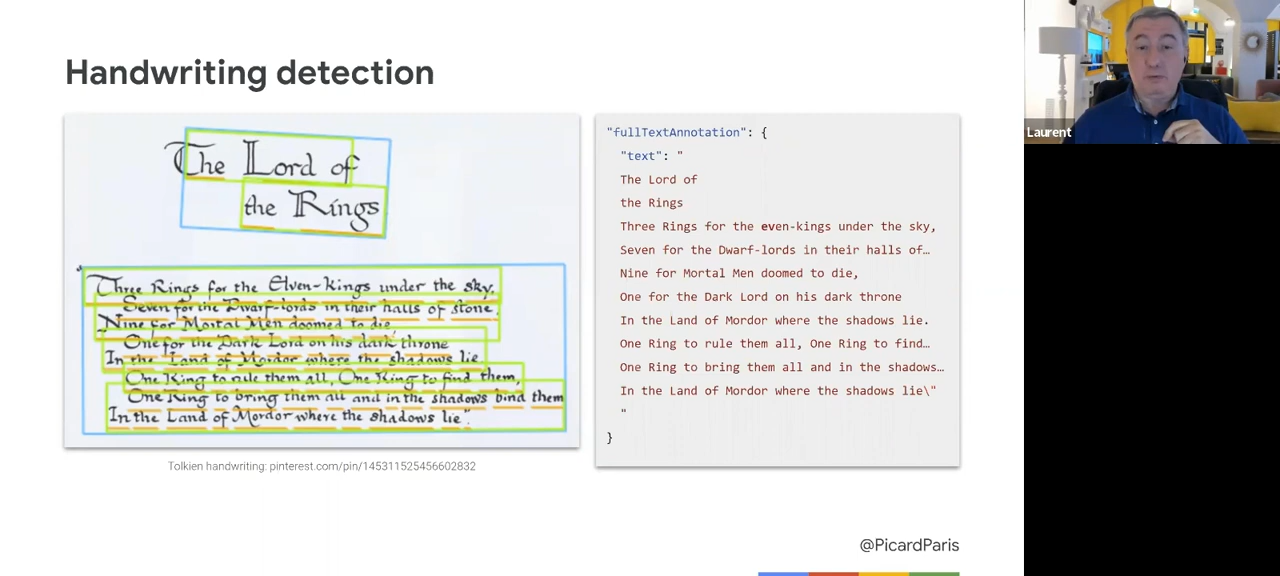 Handwriting detection
The Lord of
the Rings
"Three Rings for the Elven-kings under the sky,
Seven for the Dwarf-lords in their halls of stone,
Nine for Mortal Men doomed to die,
One for the Dark Lord on his dark throne
In the Land of Mordor where the shadows lie.
One Ring to rule them all, One Ring to find them,
One Ring to bring them all and in the shadows bind them
In the Land of Mordor where the shadows lie."
Tolkien handwriting: pinterest.com/pin/145311525456602832
"fullTextAnnotation": {
"text": "
The Lord of
the Rings
Three Rings for the even-kings under the sky,
Seven for the Dwarf-lords in their halls of…
Nine for Mortal Men doomed to die,
One for the Dark Lord on his dark throne
In the Land of Mordor where the shadows lie.
One Ring to rule them all, One Ring to find…
One Ring to bring them all and in the shadows…
In the Land of Mordor where the shadows lie\"
"
}
@PicardParis
Laurent